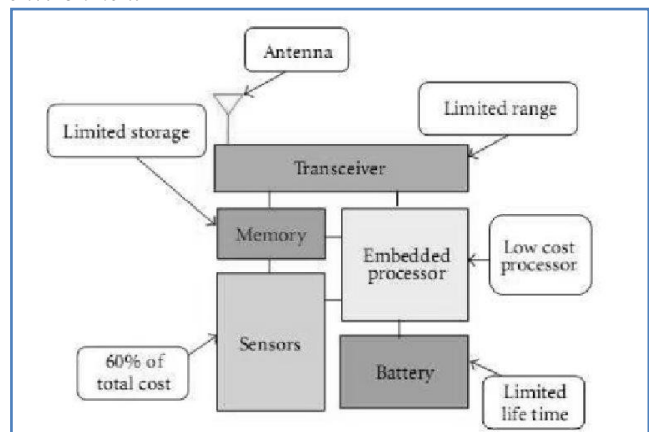 Antenna
Limited range
Limited storage
Transceiver
Memory
Embedded
processor
Low cost
processor
Sensors
60% of
total cost
Battery
Limited
life time